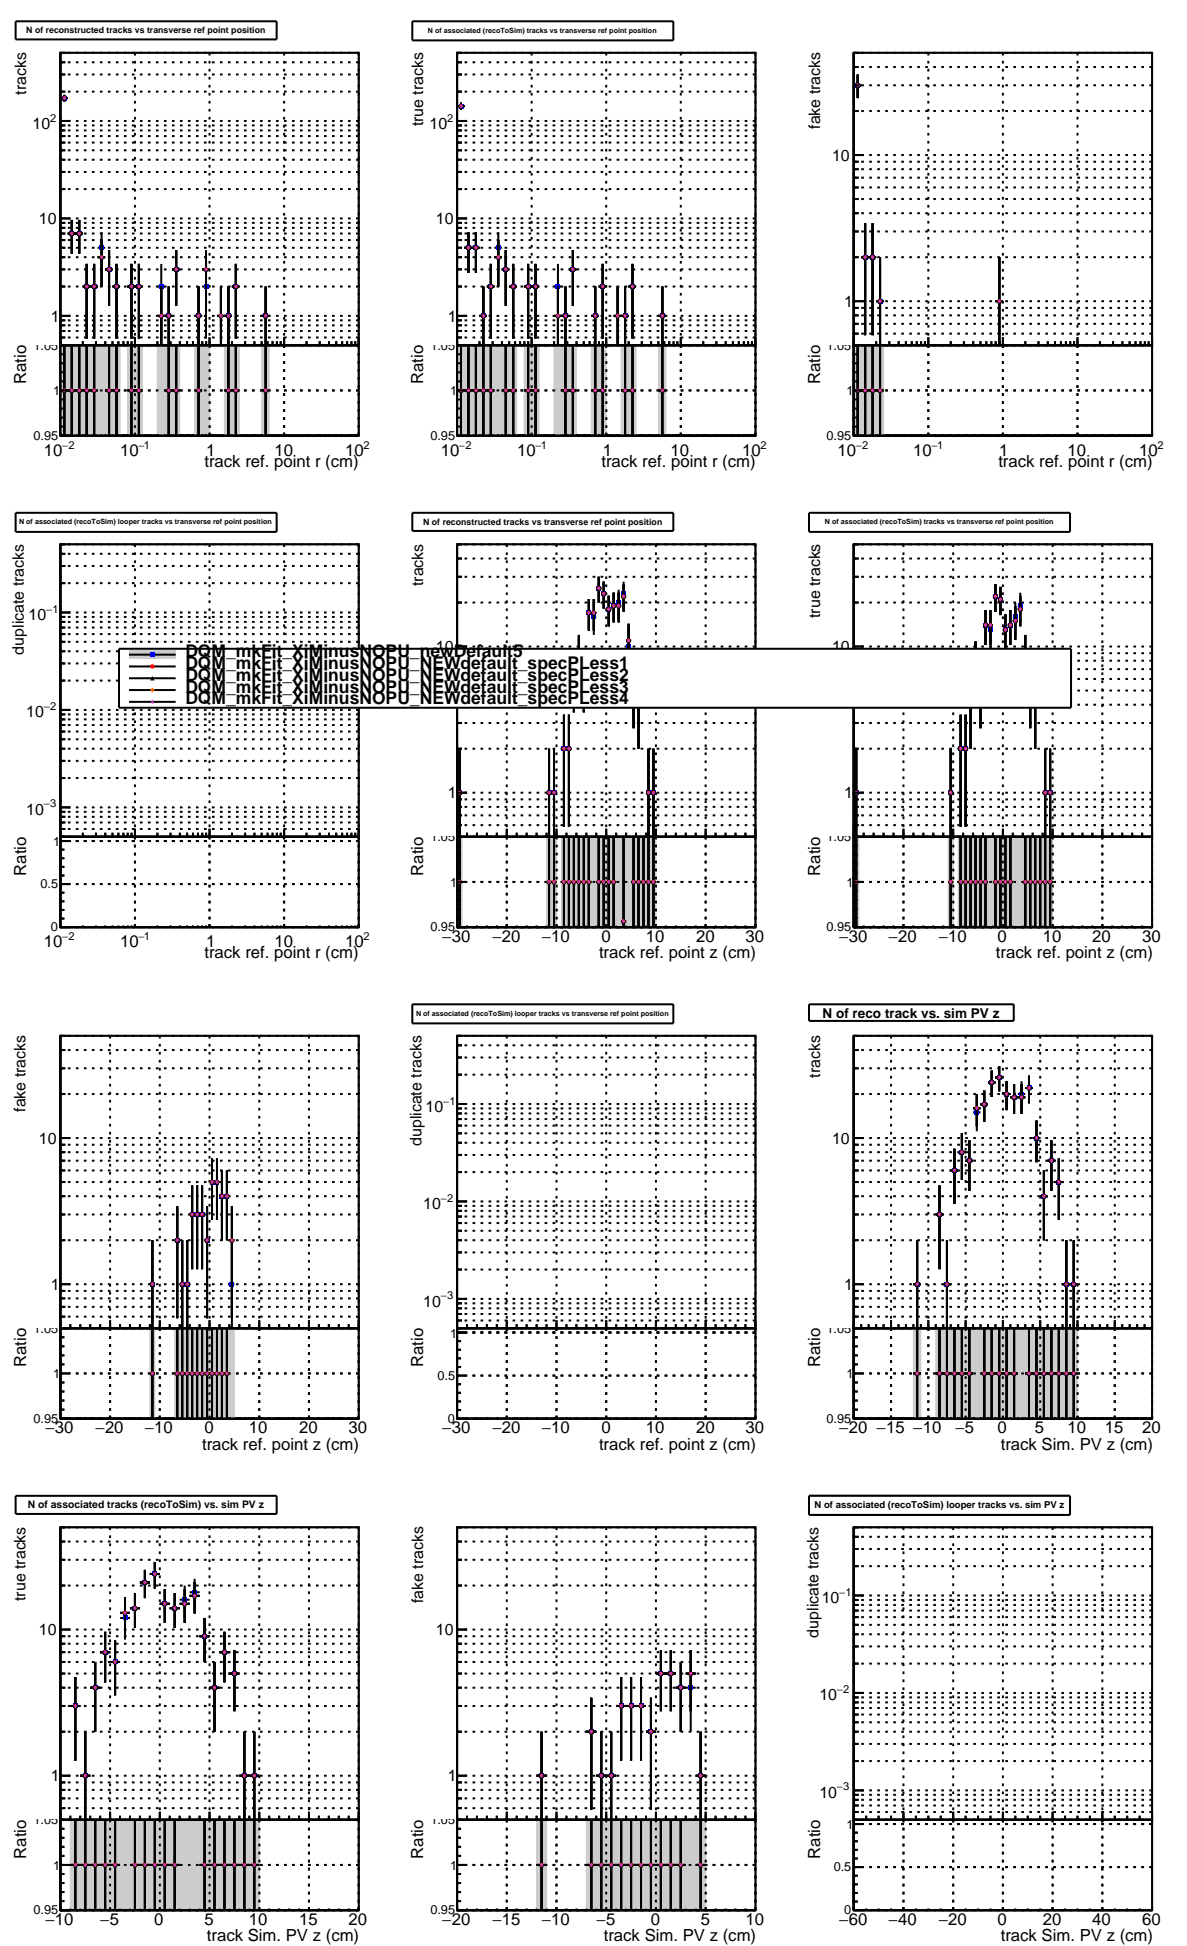 N of reconstructed tracks vs transverse ref point position
N of associated (recoToSim) tracks vs transverse ref point position
tracks
10²
10
1
Ratio
1.05
1
0.95
10⁻² 10⁻¹ 1 10 10²
track ref. point r (cm)
true tracks
10²
10
1
Ratio
1.05
1
0.95
10⁻² 10⁻¹ 1 10 10²
track ref. point r (cm)
fake tracks
10
1
Ratio
1.05
1
0.95
10⁻² 10⁻¹ 1 10 10²
track ref. point r (cm)
N of associated (recoToSim) looper tracks vs transverse ref point position
N of reconstructed tracks vs transverse ref point position
N of associated (recoToSim) tracks vs transverse ref point position
duplicate tracks
10⁻¹
10⁻²
10⁻³
Ratio
1
0.5
0
10⁻² 10⁻¹ 1 10 10²
track ref. point r (cm)
tracks
10
1
Ratio
1.05
1
0.95
−30 −20 −10 0 10 20 30
track ref. point z (cm)
true tracks
10
1
Ratio
1.05
1
0.95
−30 −20 −10 0 10 20 30
track ref. point z (cm)
DQM_mkFit_XiMinusNOPU_newDefault5
DQM_mkFit_XiMinusNOPU_NEWdefault_specPLess1
DQM_mkFit_XiMinusNOPU_NEWdefault_specPLess2
DQM_mkFit_XiMinusNOPU_NEWdefault_specPLess3
DQM_mkFit_XiMinusNOPU_NEWdefault_specPLess4
N of associated (recoToSim) looper tracks vs transverse ref point position
N of reco track vs. sim PV z
fake tracks
10
1
Ratio
1.05
1
0.95
−30 −20 −10 0 10 20 30
track ref. point z (cm)
duplicate tracks
10⁻¹
10⁻²
10⁻³
Ratio
1
0.5
0
−30 −20 −10 0 10 20 30
track ref. point z (cm)
tracks
10
1
Ratio
1.05
1
0.95
−20 −15 −10 −5 0 5 10 15 20
track Sim. PV z (cm)
N of associated tracks (recoToSim) vs. sim PV z
N of associated (recoToSim) looper tracks vs. sim PV z
true tracks
10
1
Ratio
1.05
1
0.95
−10 −5 0 5 10 15 20
track Sim. PV z (cm)
fake tracks
10
1
Ratio
1.05
1
0.95
−20 −15 −10 −5 0 5 10
track Sim. PV z (cm)
duplicate tracks
10⁻¹
10⁻²
10⁻³
Ratio
1
0.5
0
−60 −40 −20 0 20 40 60
track Sim. PV z (cm)